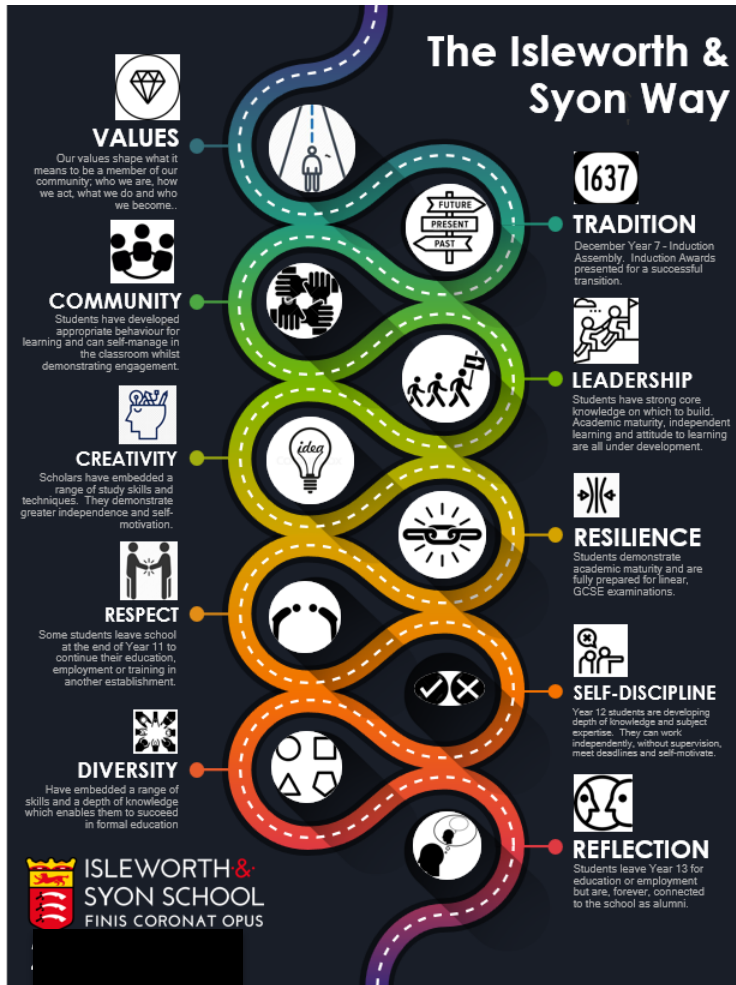 The Isleworth &
Syon Way
VALUES
Our values shape what it
means to be a member of our
community; who we are, how
we act, what we do and who
we become..
1637
FUTURE
PRESENT
PAST
TRADITION
December Year 7 - Induction
Assembly. Induction Awards
presented for a successful
transition.
COMMUNITY
Students have developed
appropriate behaviour for
learning and can self-manage in
the classroom whilst
demonstrating engagement.
LEADERSHIP
Students have strong core
knowledge on which to build.
Academic maturity, independent
learning and attitude to learning
are all under development.
CREATIVITY
Scholars have embedded a
range of study skills and
techniques. They demonstrate
greater independence and self-
motivation.
idea
RESILIENCE
Students demonstrate
academic maturity and are
fully prepared for linear,
GCSE examinations.
RESPECT
Some students leave school
at the end of Year 11 to
continue their education,
employment or training in
another establishment.
SELF-DISCIPLINE
Year 12 students are developing
depth of knowledge and subject
expertise. They can work
independently, without supervision,
meet deadlines and self-motivate.
DIVERSITY
Have embedded a range of
skills and a depth of knowledge
which enables them to succeed
in formal education
REFLECTION
Students leave Year 13 for
education or employment
but are, forever, connected
to the school as alumni.
ISLEWORTH·&·
SYON SCHOOL
FINIS CORONAT OPUS